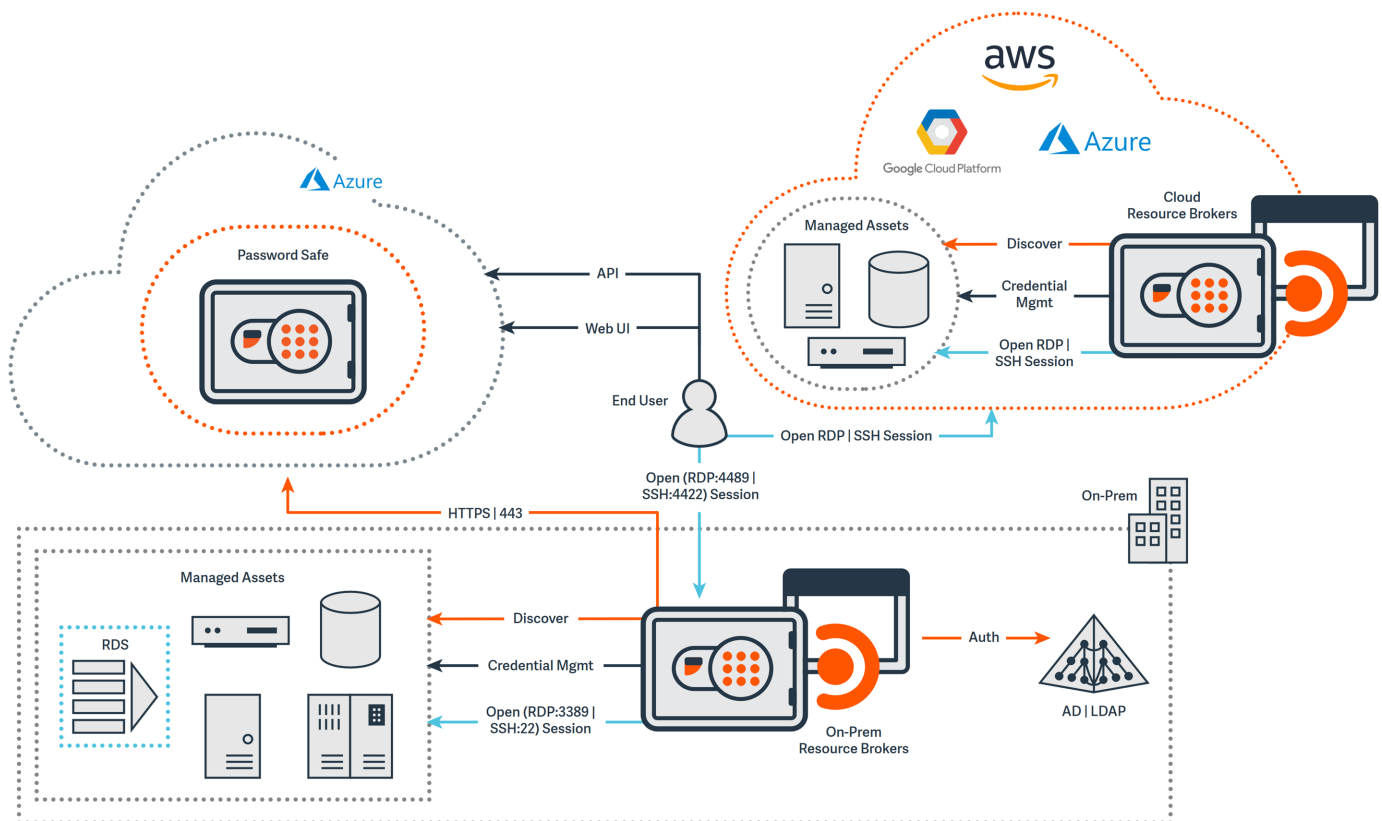 aws
Google Cloud Platform
Azure
Azure
Password Safe
API
Web UI
End User
Managed Assets
Cloud
Resource Brokers
Discover
Credential
Mgmt
Open RDP |
SSH Session
Open RDP | SSH Session
Open (RDP:4489 |
SSH:4422) Session
HTTPS | 443
On-Prem
Managed Assets
RDS
Discover
Credential Mgmt
Open (RDP:3389 |
SSH:22) Session
On-Prem
Resource Brokers
Auth
AD | LDAP